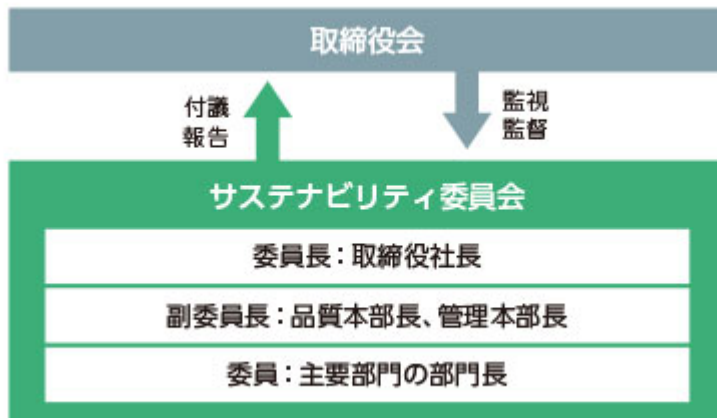 取締役会
付議
報告
監視
監督
サステナビリティ委員会
委員長：取締役社長
副委員長：品質本部長、管理本部長
委員：主要部門の部門長